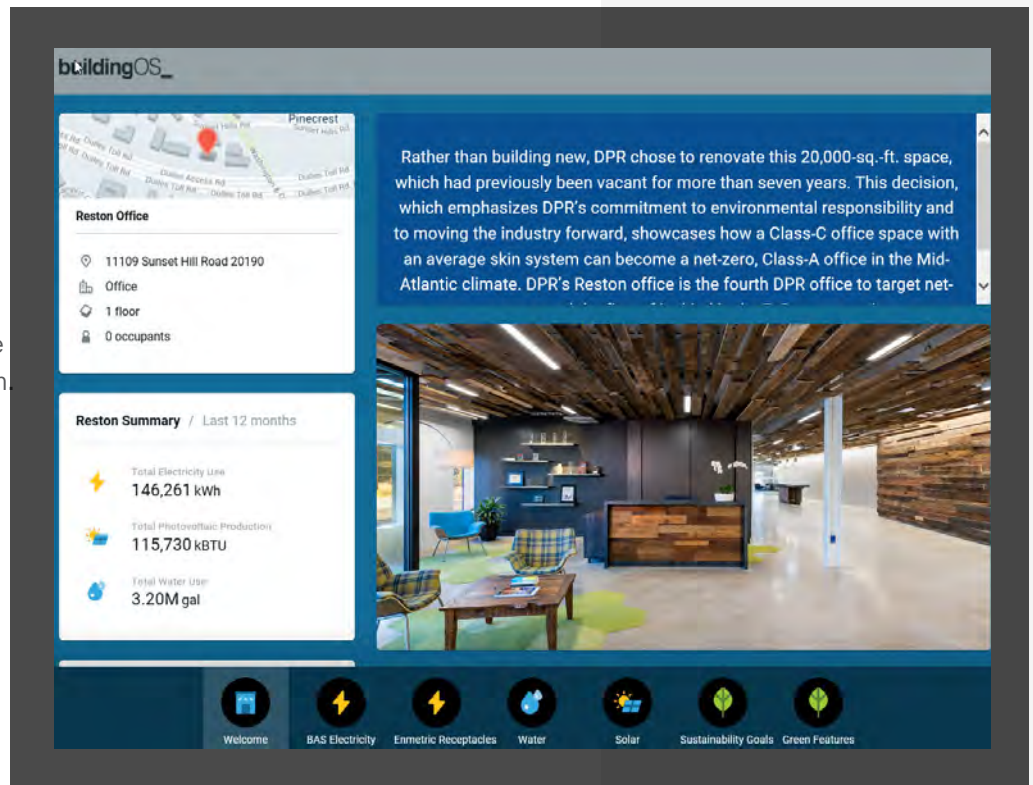 buildingOS_
Pinecrest
Reston Office
11109 Sunset Hill Road 20190
Office
1 floor
0 occupants
Reston Summary / Last 12 months
Total Electricity Use
146,261 kWh
Total Photovoltaic Production
115,730 kBTU
Total Water Use
3.20M gal
Rather than building new, DPR chose to renovate this 20,000-sq.-ft. space,
which had previously been vacant for more than seven years. This decision,
which emphasizes DPR's commitment to environmental responsibility and
to moving the industry forward, showcases how a Class-C office space with
an average skin system can become a net-zero, Class-A office in the Mid-
Atlantic climate. DPR's Reston office is the fourth DPR office to target net-
Welcome
BAS Electricity
Enmetric Receptacles
Water
Solar
Sustainability Goals
Green Features